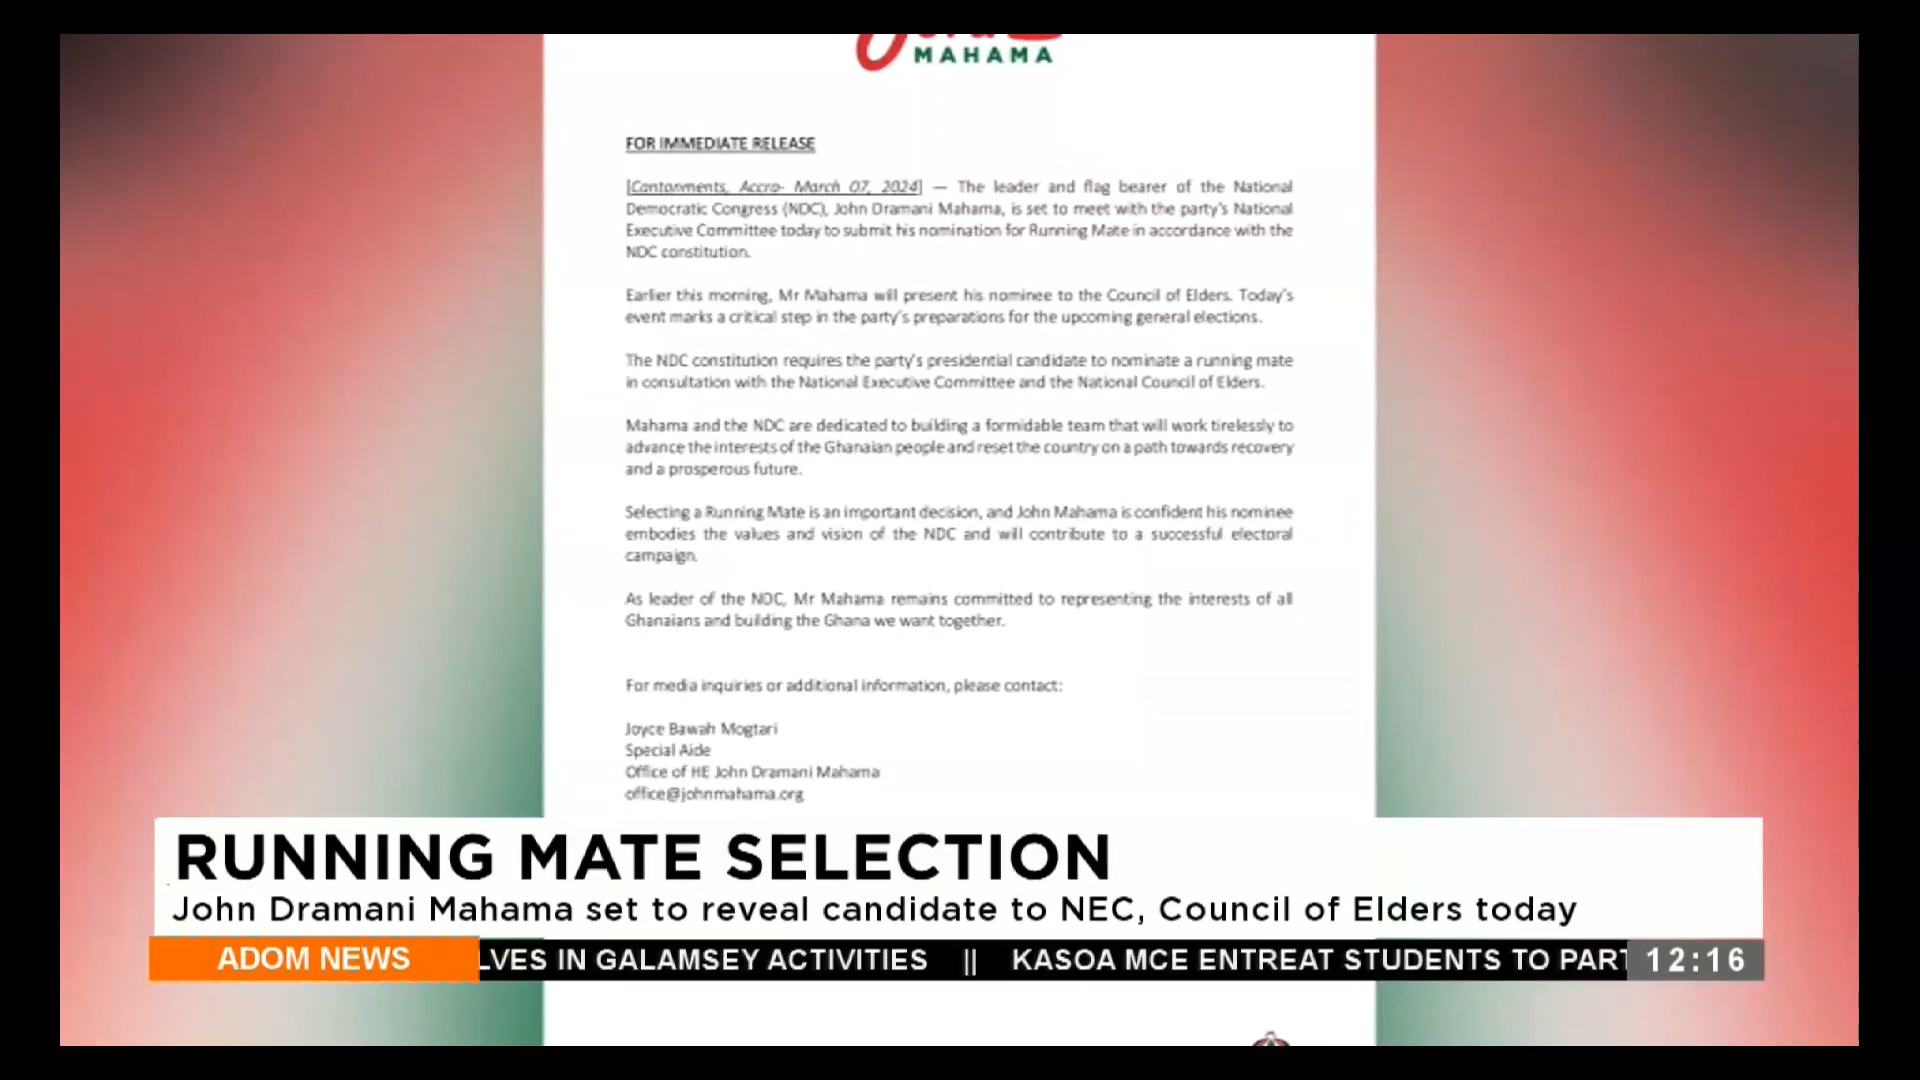 MAHAMA
FOR IMMEDIATE RELEASE
[Cantonments, Accra- March 07, 2024] — The leader and flag bearer of the National
Democratic Congress (NDC), John Dramani Mahama, is set to meet with the party's National
Executive Committee today to submit his nomination for Running Mate in accordance with the
NDC constitution.
Earlier this morning, Mr Mahama will present his nominee to the Council of Elders. Today's
event marks a critical step in the party's preparations for the upcoming general elections.
The NDC constitution requires the party's presidential candidate to nominate a running mate
in consultation with the National Executive Committee and the National Council of Elders.
Mahama and the NDC are dedicated to building a formidable team that will work tirelessly to
advance the interests of the Ghanaian people and reset the country on a path towards recovery
and a prosperous future.
Selecting a Running Mate is an important decision, and John Mahama is confident his nominee
embodies the values and vision of the NDC and will contribute to a successful electoral
campaign.
As leader of the NDC, Mr Mahama remains committed to representing the interests of all
Ghanaians and building the Ghana we want together.
For media inquiries or additional information, please contact:
Joyce Bawah Mogtari
Special Aide
Office of HE John Dramani Mahama
office@johnmahama.org
RUNNING MATE SELECTION
John Dramani Mahama set to reveal candidate to NEC, Council of Elders today
ADOM NEWS LVES IN GALAMSEY ACTIVITIES || KASOA MCE ENTREAT STUDENTS TO PART 12:16